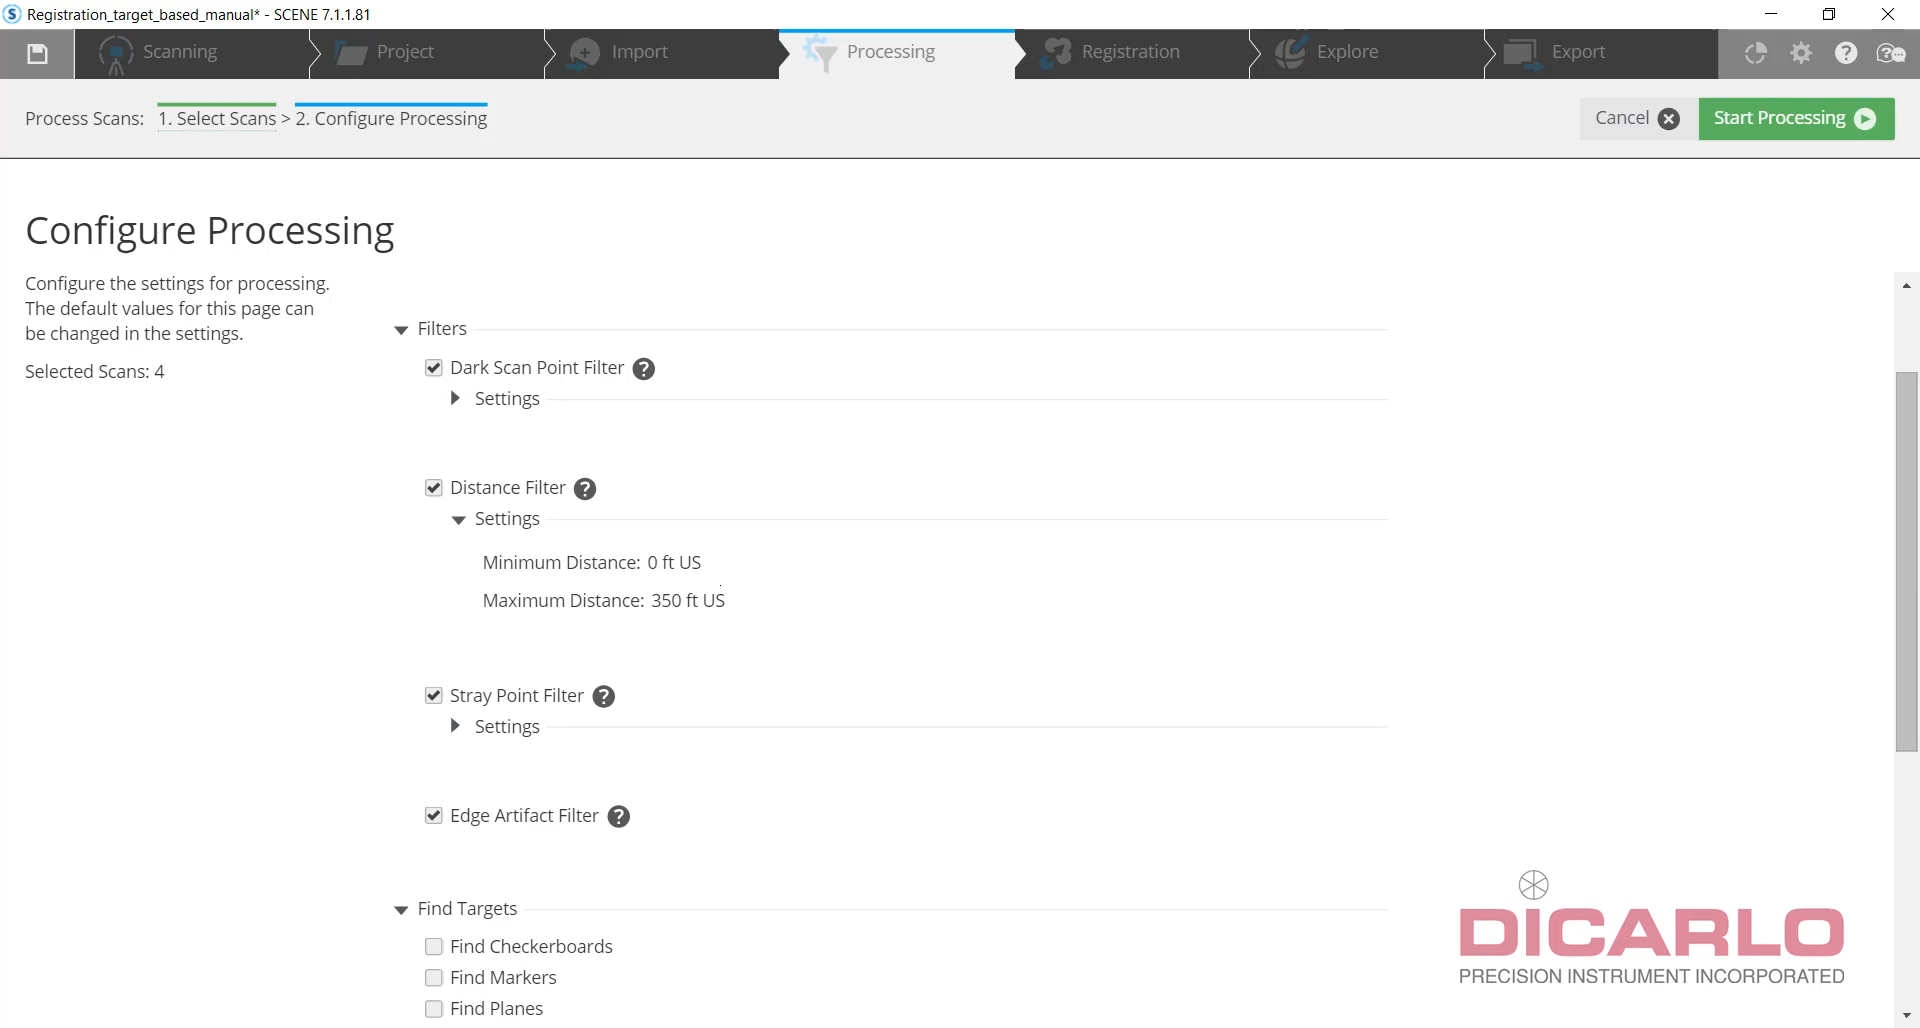 Registration_target_based_manual* - SCENE 7.1.1.81
Scanning
Project
Import
Processing
Registration
Explore
Export
Process Scans: 1. Select Scans > 2. Configure Processing
Cancel
Start Processing
Configure Processing
Configure the settings for processing.
The default values for this page can
be changed in the settings.
Selected Scans: 4
Filters
Dark Scan Point Filter
Settings
Distance Filter
Settings
Minimum Distance: 0 ft US
Maximum Distance: 350 ft US
Stray Point Filter
Settings
Edge Artifact Filter
Find Targets
Find Checkerboards
Find Markers
Find Planes
DICARLO
PRECISION INSTRUMENT INCORPORATED